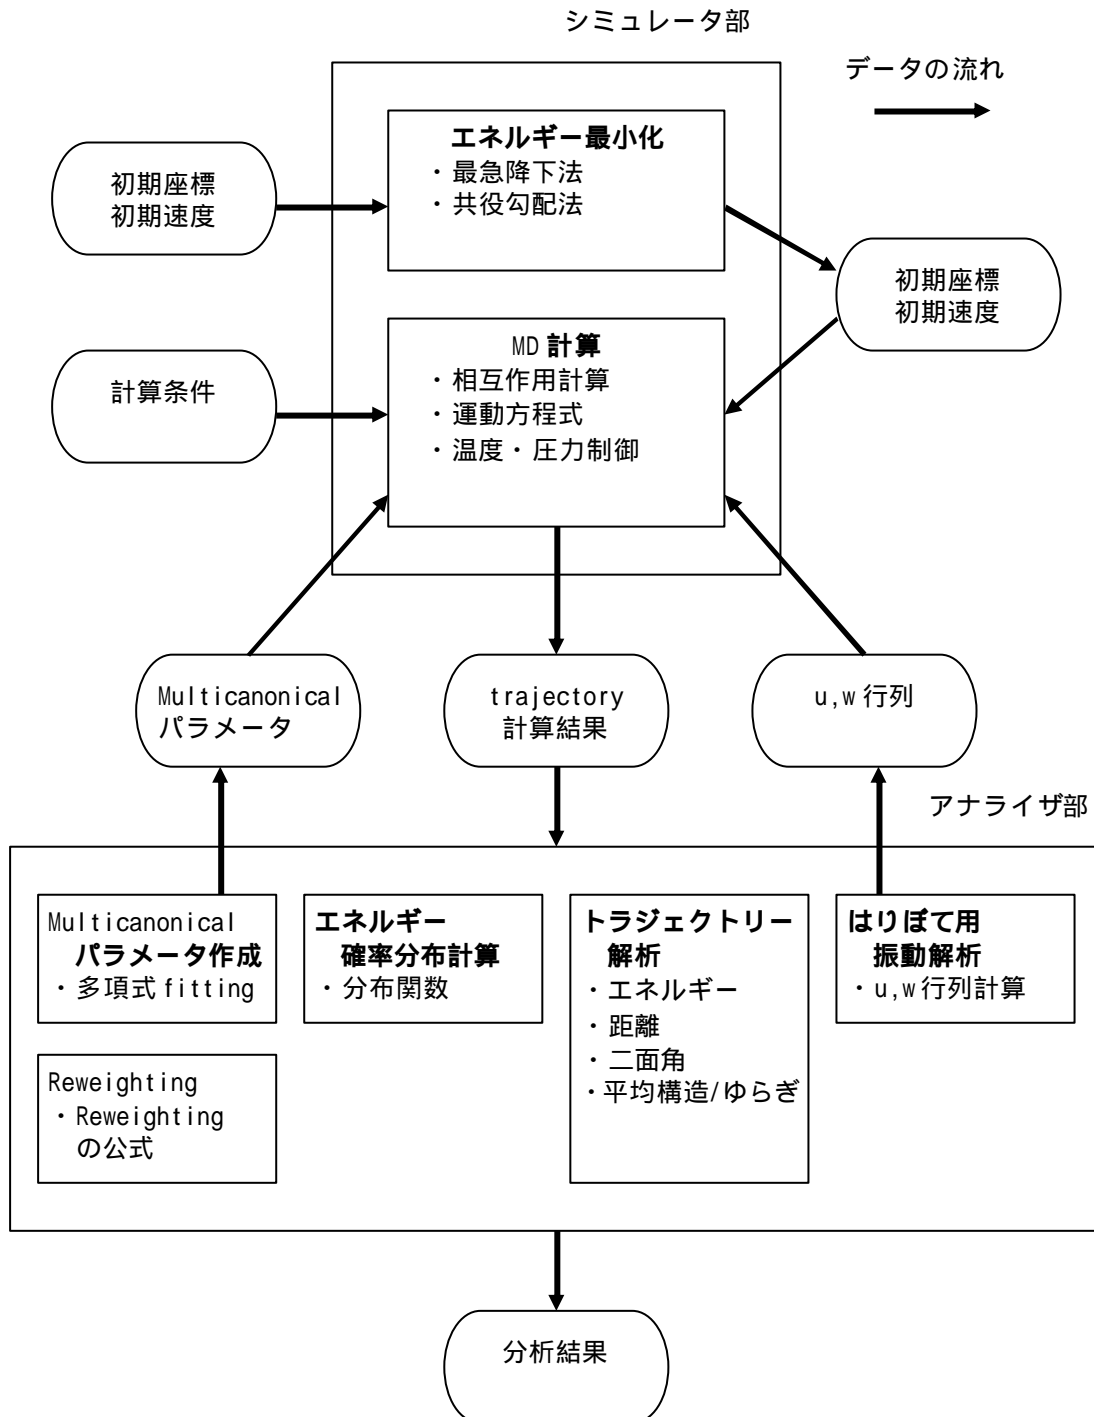 シミュレータ部
データの流れ
エネルギー最小化
・最急降下法
・共役勾配法
初期座標
初期速度
初期座標
初期速度
MD 計算
・相互作用計算
・運動方程式
・温度・圧力制御
計算条件
Multicanonical
パラメータ
trajectory
計算結果
u,w 行列
アナライザ部
Multicanonical
パラメータ作成
・多項式 fitting
エネルギー
確率分布計算
・分布関数
トラジェクトリー
解析
・エネルギー
・距離
・二面角
・平均構造/ゆらぎ
はりぼて用
振動解析
・u,w 行列計算
Reweighting
・Reweighting
の公式
分析結果